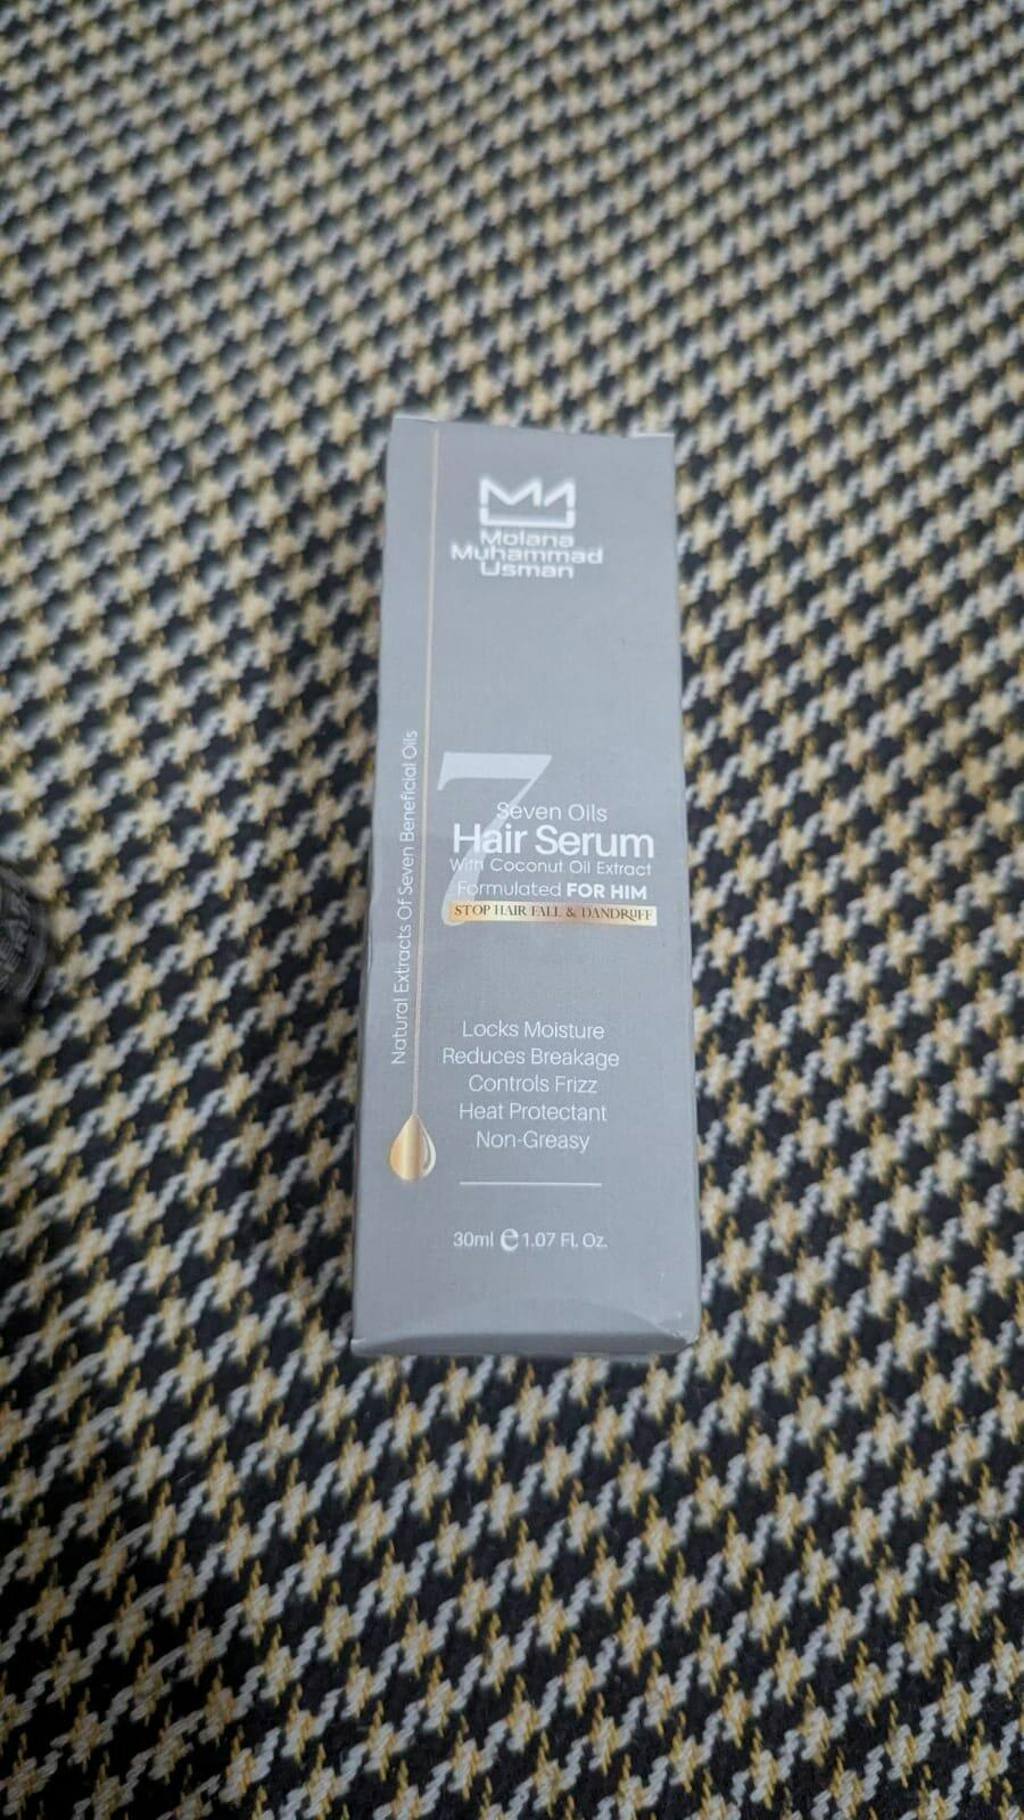 Molana
Muhammad
Usman
7
Seven Oils
Hair Serum
With Coconut Oil Extract
Formulated FOR HIM
STOP HAIR FALL & DANDRUFF
Locks Moisture
Reduces Breakage
Controls Frizz
Heat Protectant
Non-Greasy
30ml e 1.07 Fl. Oz.
Natural Extracts Of Seven Beneficial Oils